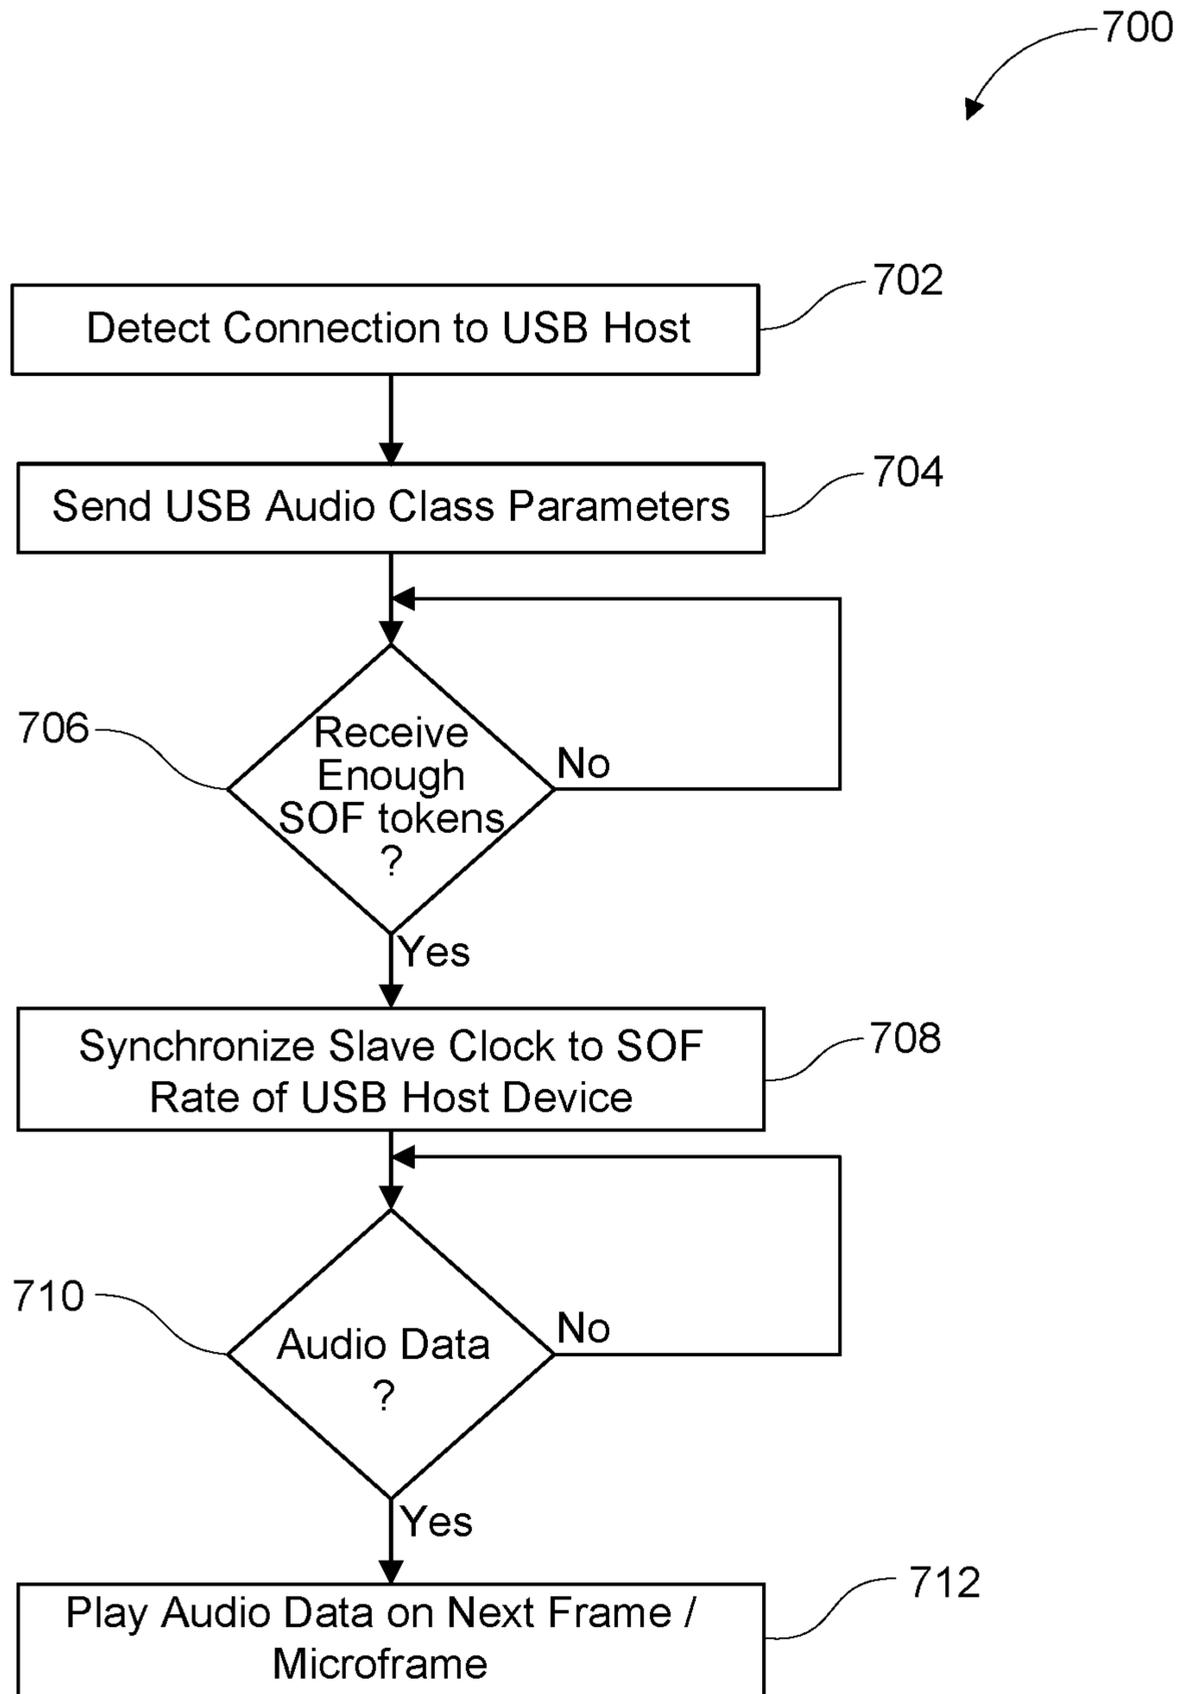 700
702
Detect Connection to USB Host
704
Send USB Audio Class Parameters
706
Receive
Enough
SOF tokens
?
No
Yes
708
Synchronize Slave Clock to SOF
Rate of USB Host Device
710
Audio Data
?
No
Yes
712
Play Audio Data on Next Frame /
Microframe